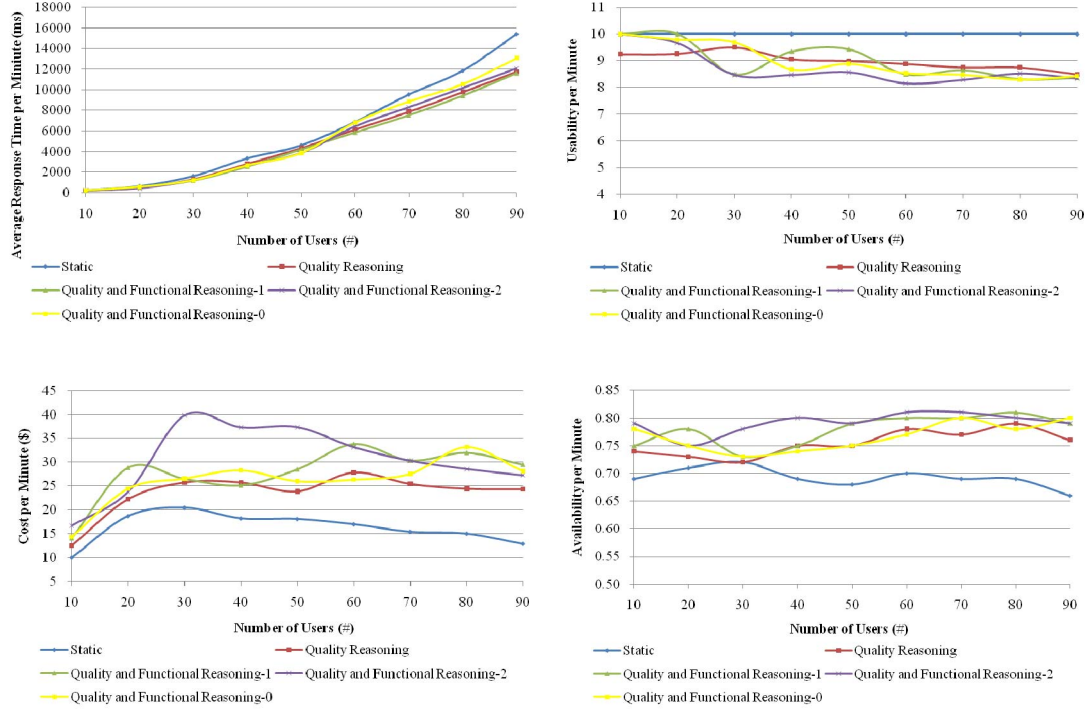 Average Response Time per Miniute (ms)
18000
16000
14000
12000
10000
8000
6000
4000
2000
0
10 20 30 40 50 60 70 80 90
Number of Users (#)
Static Quality Reasoning
Quality and Functional Reasoning-1 Quality and Functional Reasoning-2
Quality and Functional Reasoning-0
Usability per Minute
11
10
9
8
7
6
5
4
10 20 30 40 50 60 70 80 90
Number of Users (#)
Static Quality Reasoning
Quality and Functional Reasoning-1 Quality and Functional Reasoning-2
Quality and Functional Reasoning-0
Cost per Minute ($)
45
40
35
30
25
20
15
10
5
10 20 30 40 50 60 70 80 90
Number of Users (#)
Static Quality Reasoning
Quality and Functional Reasoning-1 Quality and Functional Reasoning-2
Quality and Functional Reasoning-0
Availability per Minute
0.85
0.80
0.75
0.70
0.65
0.60
0.55
0.50
10 20 30 40 50 60 70 80 90
Number of Users (#)
Static Quality Reasoning
Quality and Functional Reasoning-1 Quality and Functional Reasoning-2
Quality and Functional Reasoning-0